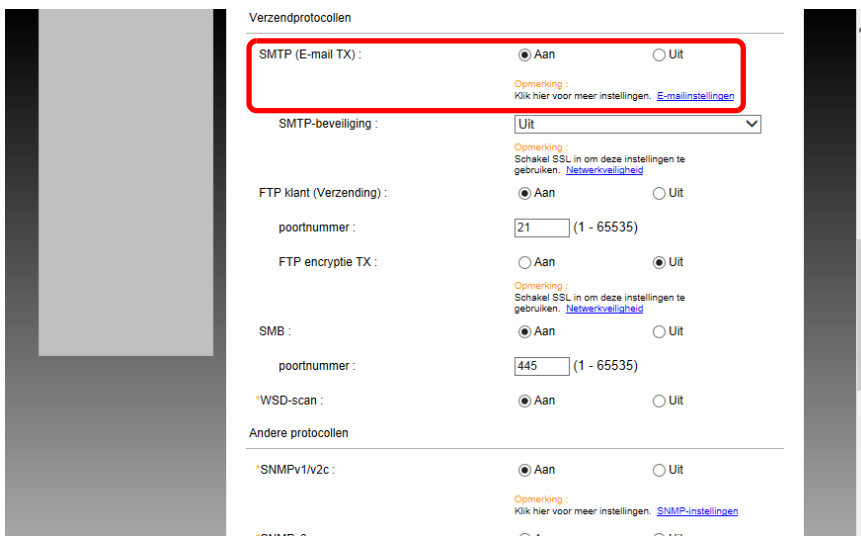 Verzendprotocollen
SMTP (E-mail TX) : Aan Uit
Opmerking :
Klik hier voor meer instellingen. E-mailinstellingen
SMTP-beveiliging : Uit
Opmerking :
Schakel SSL in om deze instellingen te
gebruiken. Netwerkveiligheid
FTP klant (Verzending) : Aan Uit
poortnummer : 21 (1 - 65535)
FTP encryptie TX : Aan Uit
Opmerking :
Schakel SSL in om deze instellingen te
gebruiken. Netwerkveiligheid
SMB : Aan Uit
poortnummer : 445 (1 - 65535)
*WSD-scan : Aan Uit
Andere protocollen
*SNMPv1/v2c : Aan Uit
Opmerking :
Klik hier voor meer instellingen. SNMP-instellingen